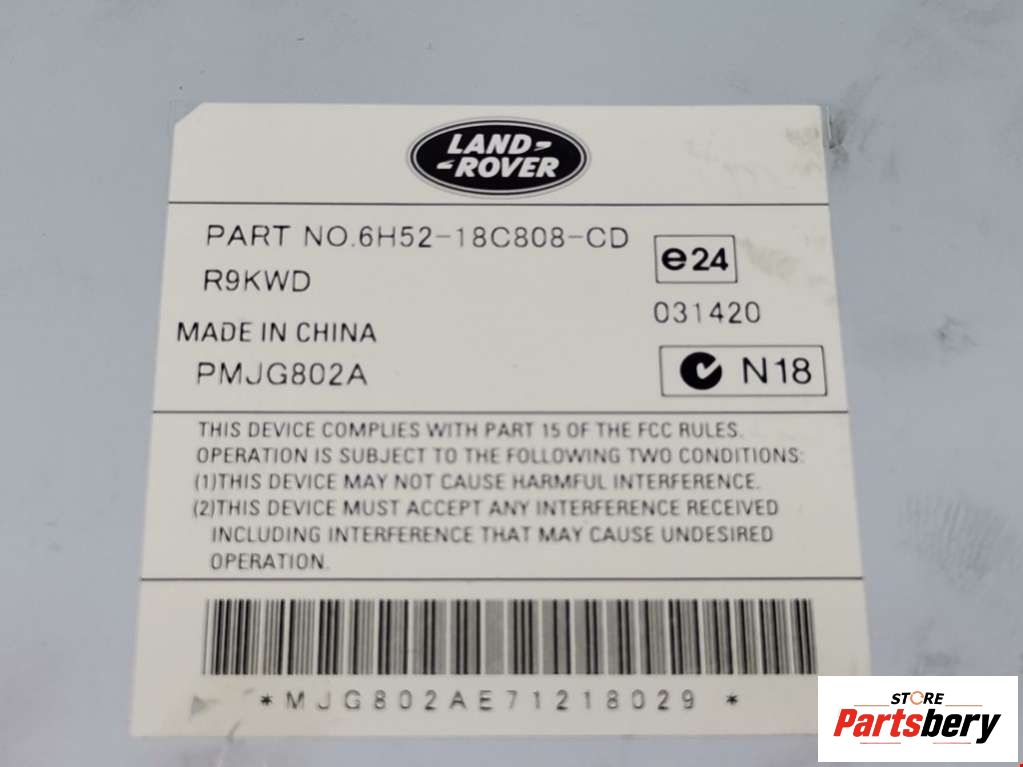 LAND
ROVER
PART NO.6H52-18C808-CD
R9KWD
e24
031420
MADE IN CHINA
PMJG802A
N18
THIS DEVICE COMPLIES WITH PART 15 OF THE FCC RULES.
OPERATION IS SUBJECT TO THE FOLLOWING TWO CONDITIONS:
(1)THIS DEVICE MAY NOT CAUSE HARMFUL INTERFERENCE.
(2)THIS DEVICE MUST ACCEPT ANY INTERFERENCE RECEIVED
INCLUDING INTERFERENCE THAT MAY CAUSE UNDESIRED
OPERATION.
*MJG802AE71218029*
STORE
Partsbery